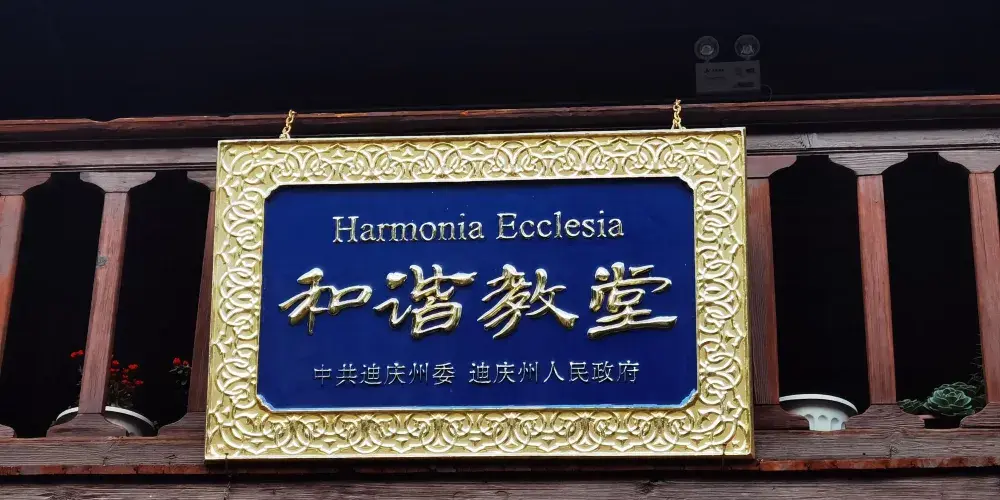 Harmonia Ecclesia
和谐教堂
中共迪庆州委 迪庆州人民政府